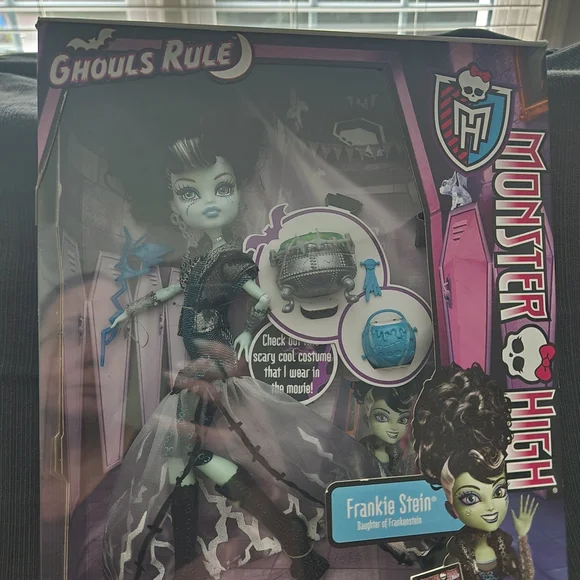 GHOULS RULE
MONSTER HIGH
Check out
scary cool costume
that I wear in
the movie!
Frankie Stein®
Daughter of Frankenstein